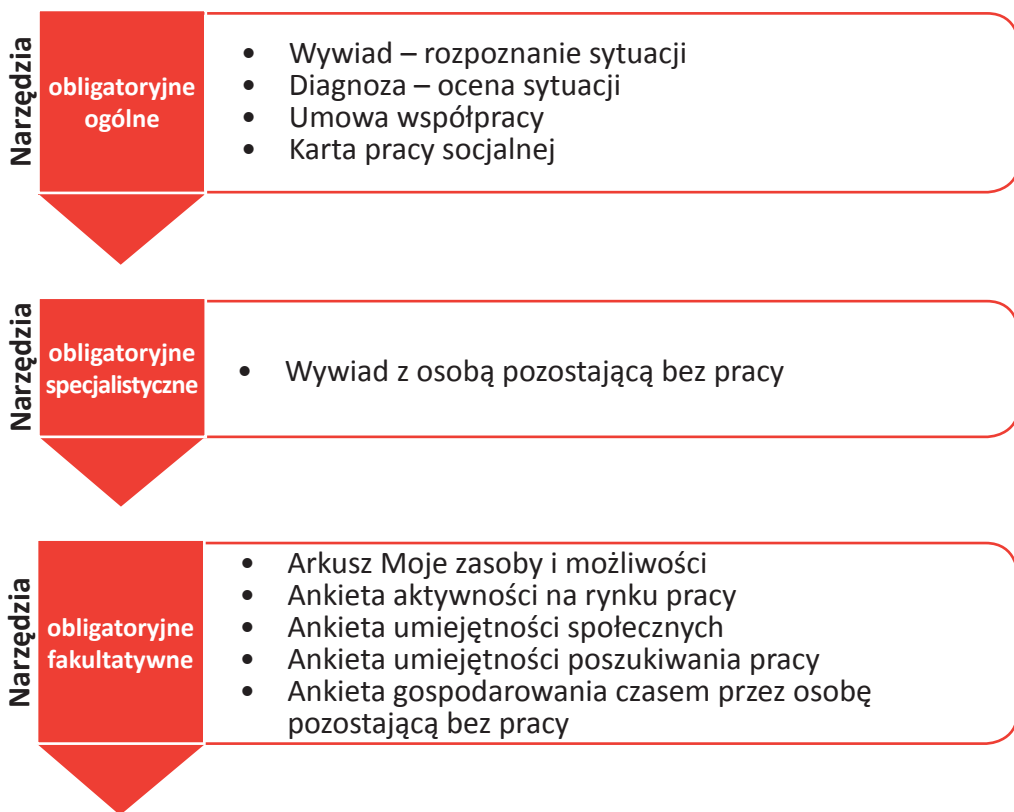 Narzędzia
obligatoryjne
ogólne
• Wywiad – rozpoznanie sytuacji
• Diagnoza – ocena sytuacji
• Umowa współpracy
• Karta pracy socjalnej
Narzędzia
obligatoryjne
specjalistyczne
• Wywiad z osobą pozostającą bez pracy
Narzędzia
obligatoryjne
fakultatywne
• Arkusz Moje zasoby i możliwości
• Ankieta aktywności na rynku pracy
• Ankieta umiejętności społecznych
• Ankieta umiejętności poszukiwania pracy
• Ankieta gospodarowania czasem przez osobę
pozostającą bez pracy